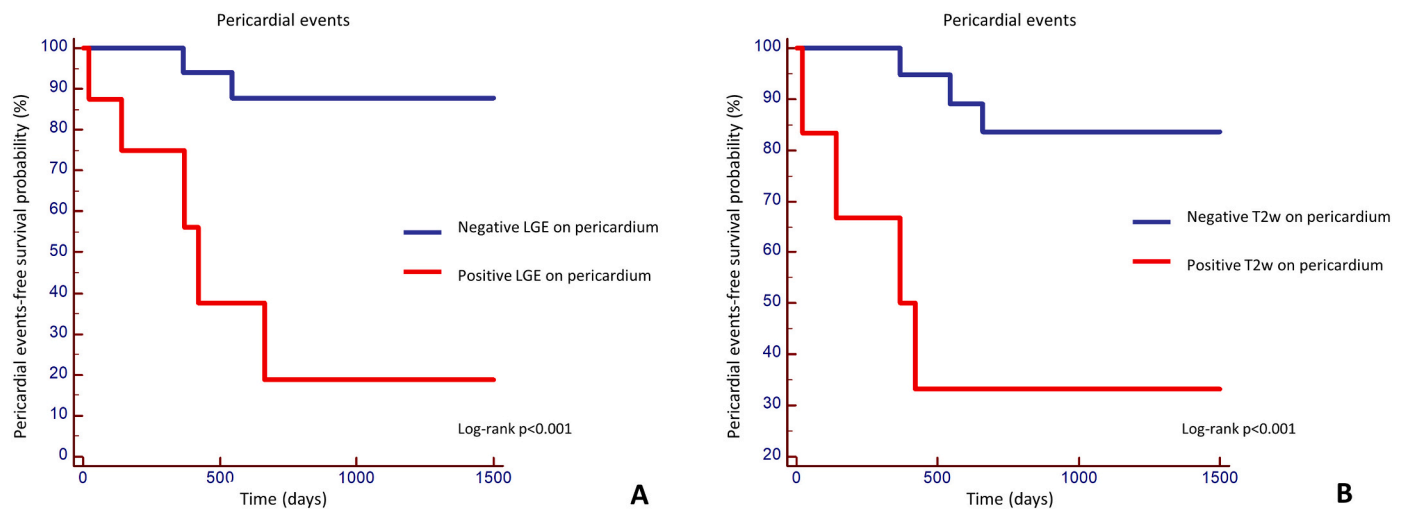 Pericardial events
Pericardial events-free survival probability (%)
100
90
80
70
60
50
40
30
20
10
0
0 500 1000 1500
Time (days)
Negative LGE on pericardium
Positive LGE on pericardium
Log-rank p<0.001
A
Pericardial events
Pericardial events-free survival probability (%)
100
90
80
70
60
50
40
30
20
0 500 1000 1500
Time (days)
Negative T2w on pericardium
Positive T2w on pericardium
Log-rank p<0.001
B